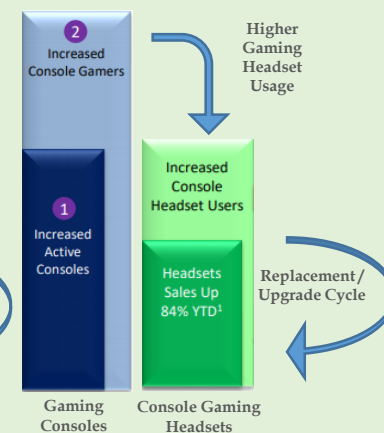 2
Increased
Console Gamers
Higher
Gaming
Headset
Usage
1
Increased
Active
Consoles
Increased
Console
Headset Users
Headsets
Sales Up
84% YTD¹
Replacement/
Upgrade Cycle
Gaming
Consoles
Console Gaming
Headsets